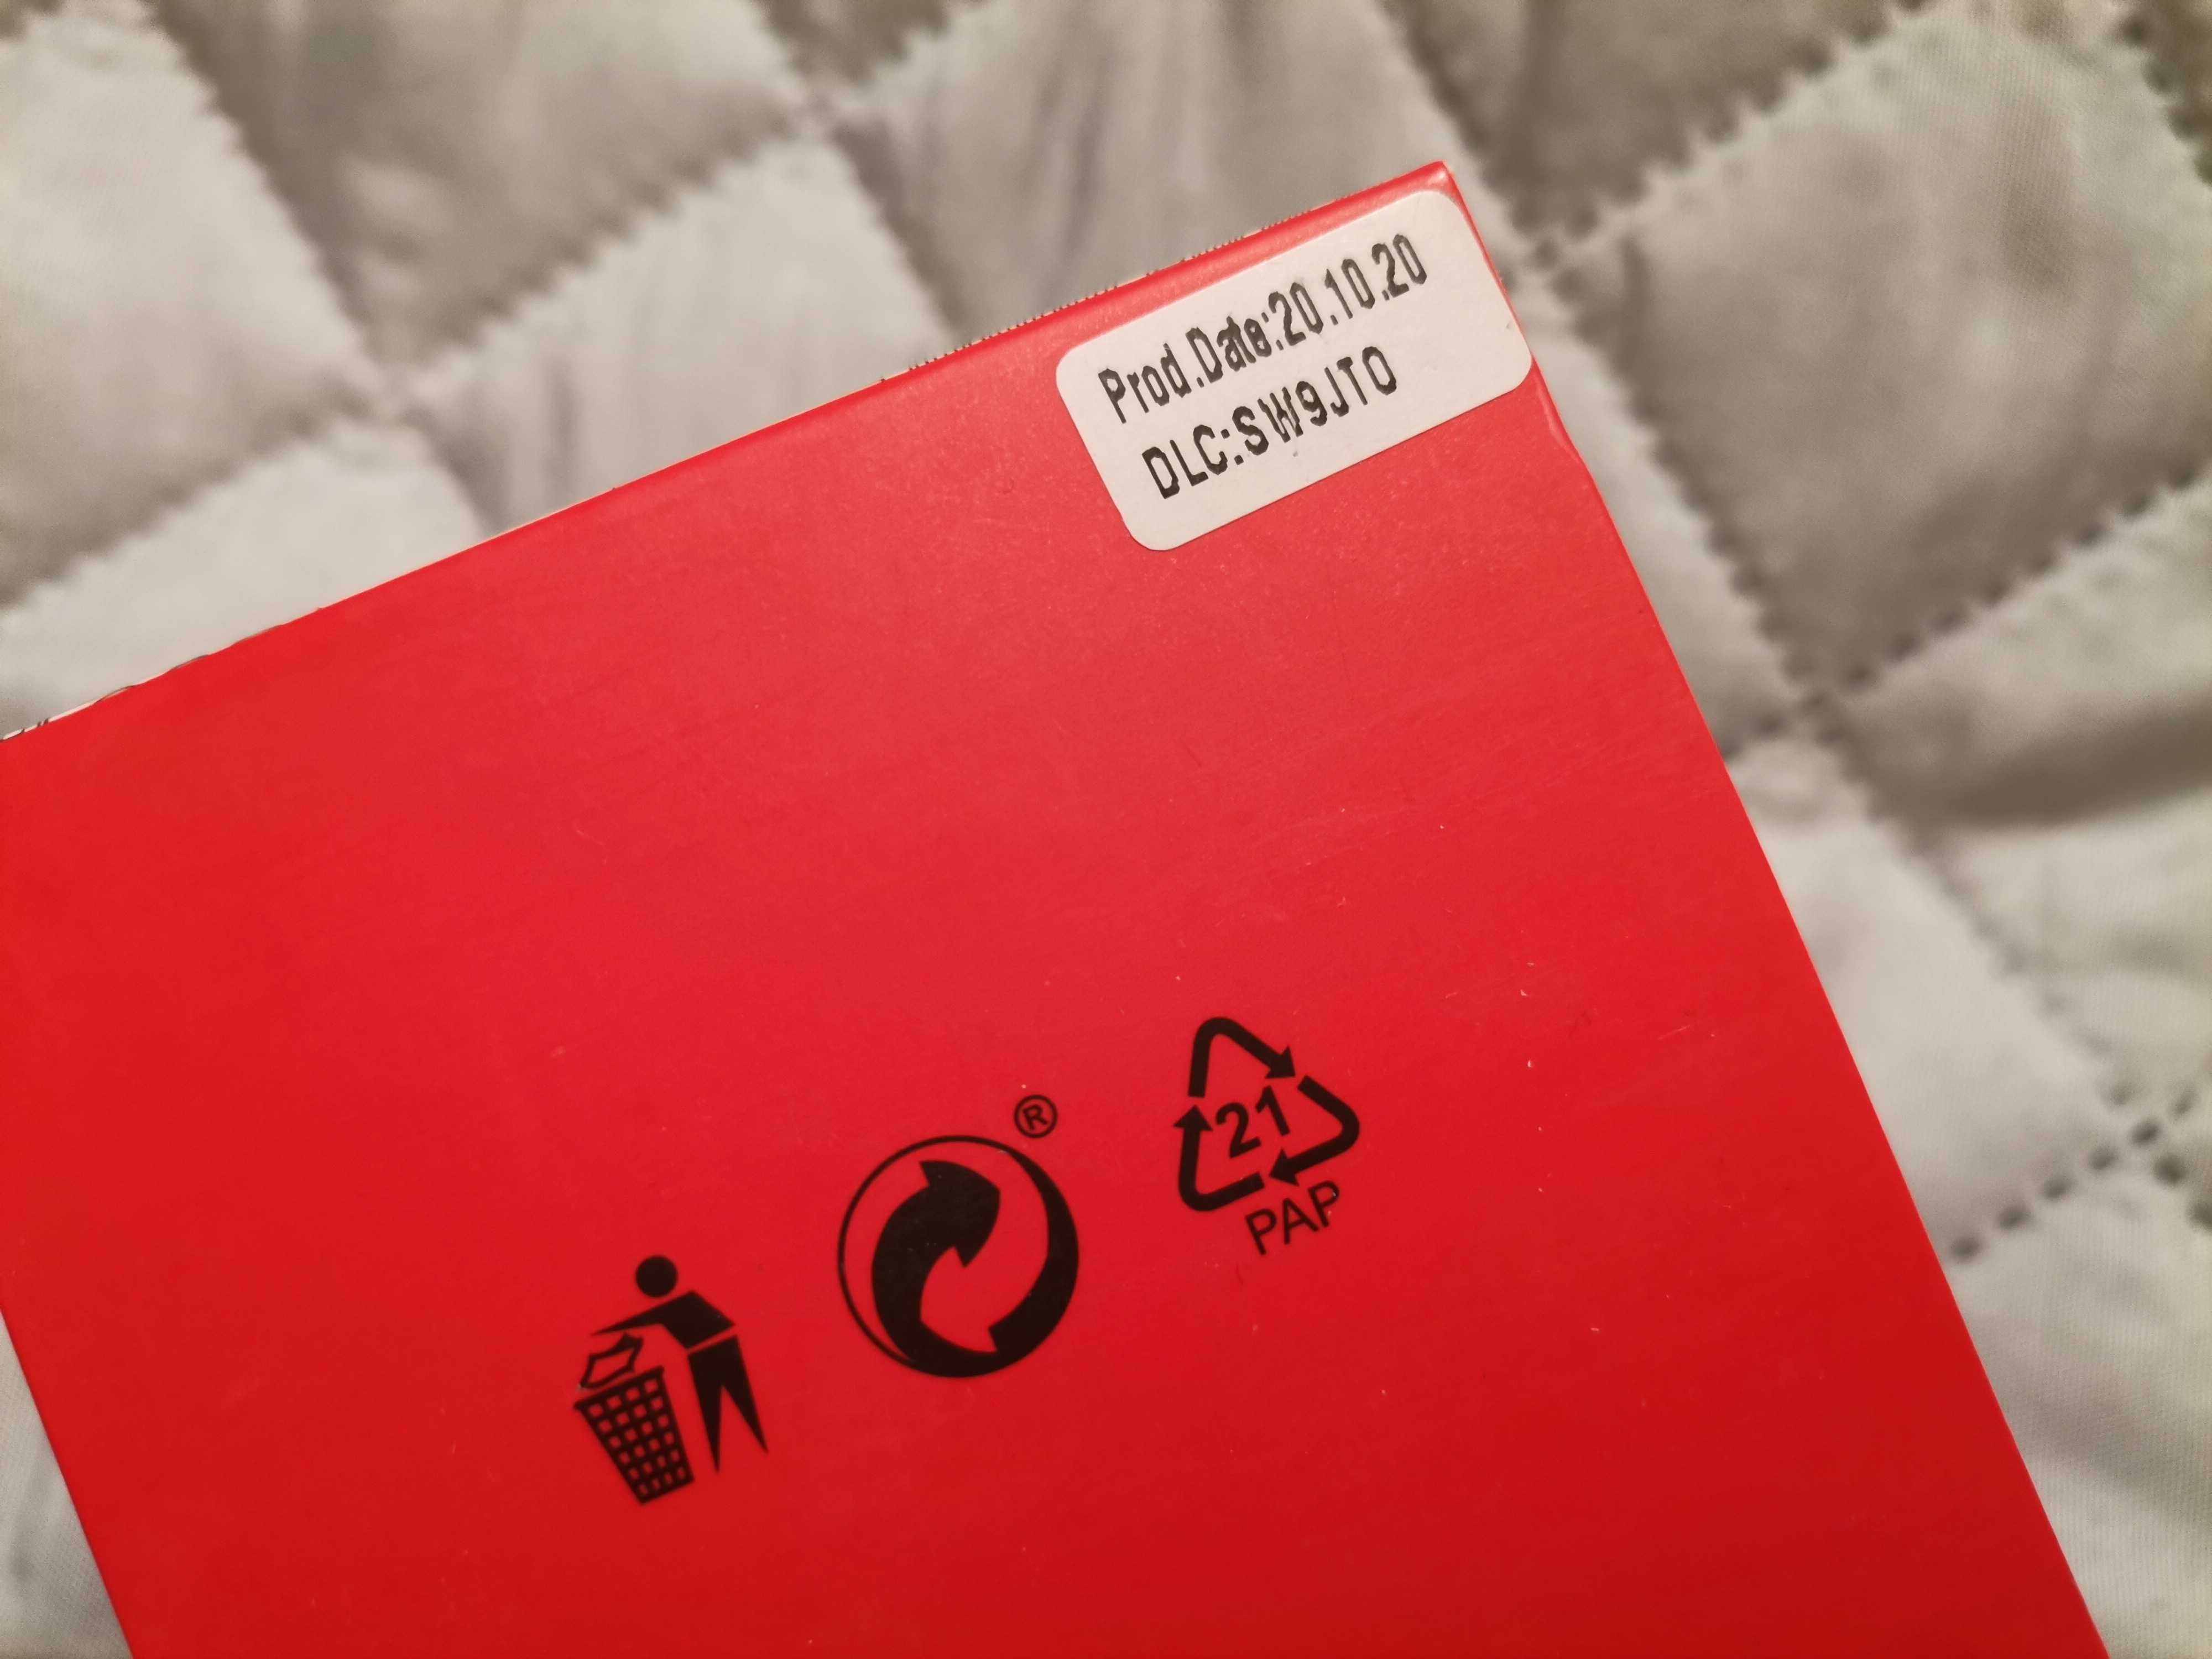 Prod.Date:20.10.20
DLC:SW9JTO
®
21
PAP